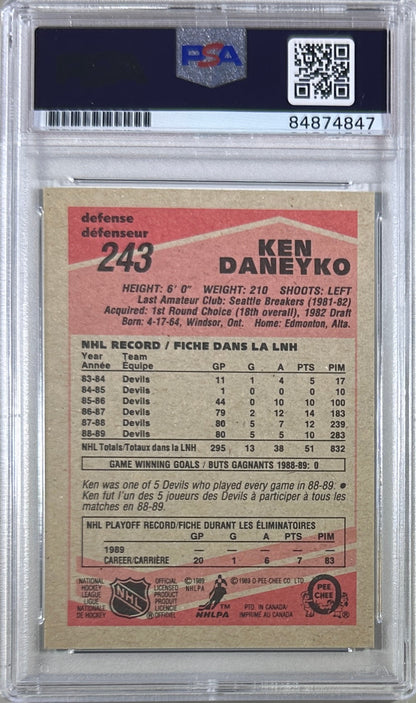 PSA
84874847
defense
défenseur
243
KEN
DANEYKO
HEIGHT: 6' 0" WEIGHT: 210 SHOOTS: LEFT
Last Amateur Club: Seattle Breakers (1981-82)
Acquired: 1st Round Choice (18th overall), 1982 Draft
Born: 4-17-64, Windsor, Ont. Home: Edmonton, Alta.
NHL RECORD / FICHE DANS LA LNH
Year Team
Année Équipe GP G A PTS PIM
83-84 Devils 11 1 4 5 17
84-85 Devils 1 0 0 0 10
85-86 Devils 44 0 10 10 100
86-87 Devils 79 2 12 14 183
87-88 Devils 80 5 7 12 239
88-89 Devils 80 5 5 10 283
NHL Totals/Totaux dans la LNH 295 13 38 51 832
GAME WINNING GOALS / BUTS GAGNANTS 1988-89: 0
Ken was one of 5 Devils who played every game in 88-89. •
Ken fut l'un des 5 joueurs des Devils à participer à tous les
matches en 88-89.
NHL PLAYOFF RECORD/FICHE DURANT LES ÉLIMINATOIRES
GP G A PTS PIM
1989 — — — — —
CAREER/CARRIÈRE 20 1 6 7 83
NATIONAL
HOCKEY
LEAGUE
LIGUE
NATIONALE
DE HOCKEY
NHL
®
OFFICIAL
LICENSED
PRODUCT
PRODUIT
OFFICIEL
© 1989
NHLPA
TM
NHLPA
© 1989 O-PEE-CHEE CO. LTD.
PTD. IN CANADA/
IMPRIMÉ AU CANADA
O
PEE
CHEE
®